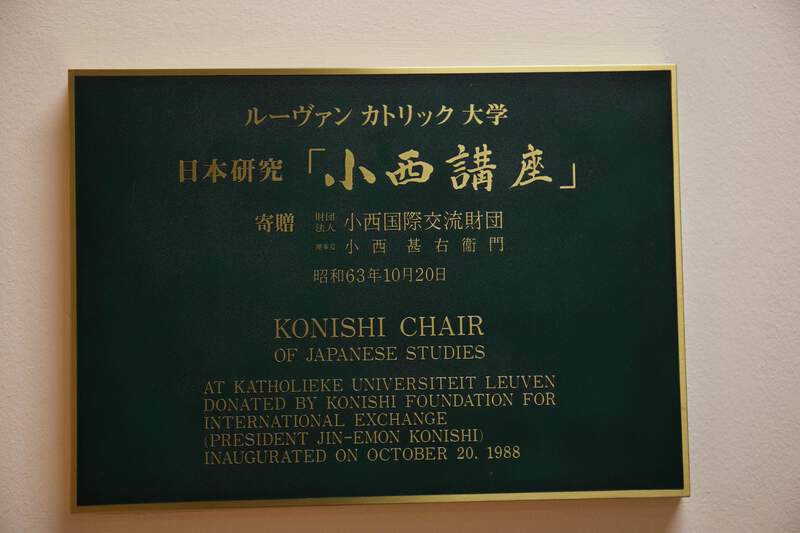 ルーヴァン カトリック 大学
日本研究 「小西講座」
寄贈 財団法人 小西国際交流財団
理事長 小西 甚右衞門
昭和63年10月20日
KONISHI CHAIR
OF JAPANESE STUDIES
AT KATHOLIEKE UNIVERSITEIT LEUVEN
DONATED BY KONISHI FOUNDATION FOR
INTERNATIONAL EXCHANGE
(PRESIDENT JIN-EMON KONISHI)
INAUGURATED ON OCTOBER 20. 1988